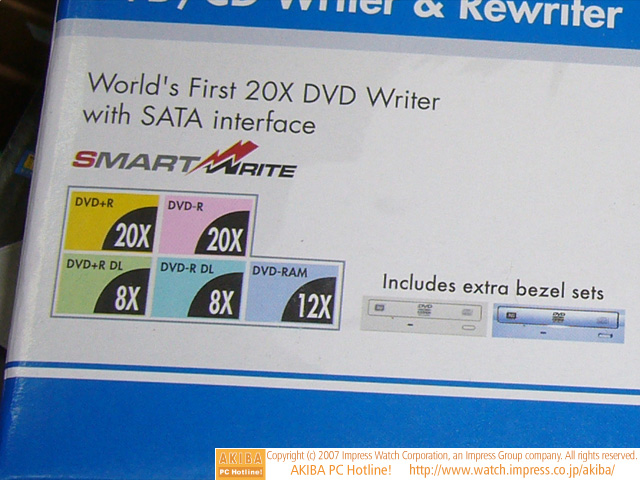 VD/CD Writer & Rewriter
World's First 20X DVD Writer
with SATA interface
SMARTWRITE
DVD+R 20X
DVD-R 20X
DVD+R DL 8X
DVD-R DL 8X
DVD-RAM 12X
Includes extra bezel sets
DVD
DVD
AKIBA
PC Hotline!
Copyright (c) 2007 Impress Watch Corporation, an Impress Group company. All rights reserved.
AKIBA PC Hotline! http://www.watch.impress.co.jp/akiba/